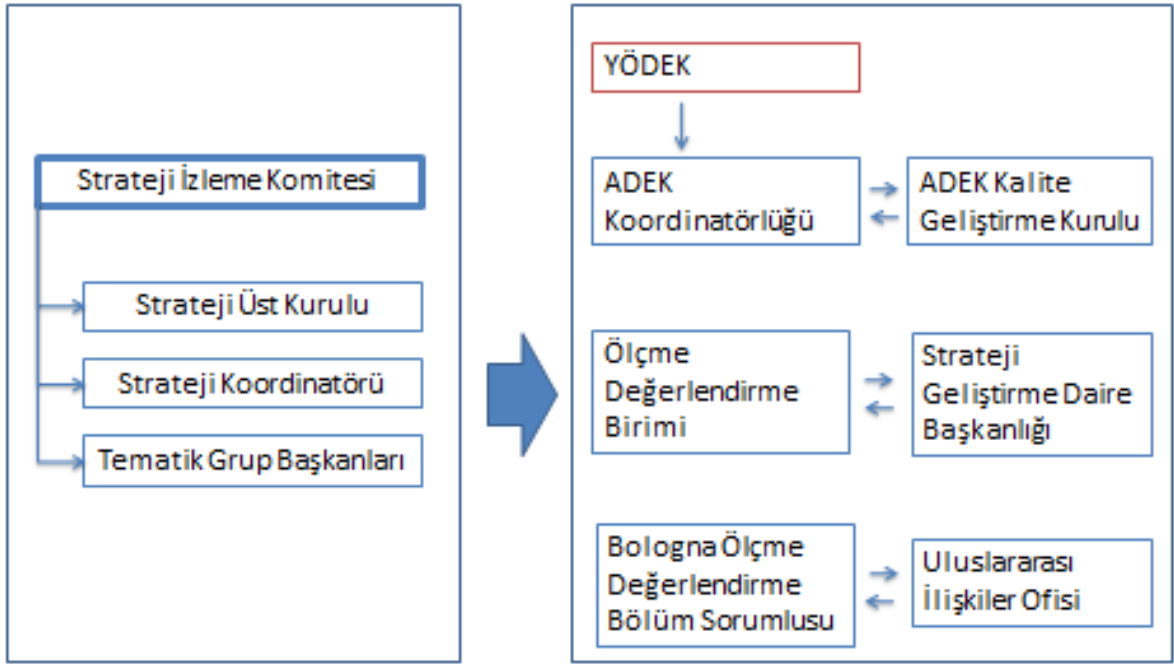 Strateji İzleme Komitesi
Strateji Üst Kurulu
Strateji Koordinatörü
Tematik Grup Başkanları
YÖDEK
ADEK
Koordinatörlüğü
ADEK Kalite
Geliştirme Kurulu
Ölçme
Değerlendirme
Birimi
Strateji
Geliştirme Daire
Başkanlığı
Bologna Ölçme
Değerlendirme
Bölüm Sorumlusu
Uluslararası
İlişkiler Ofisi